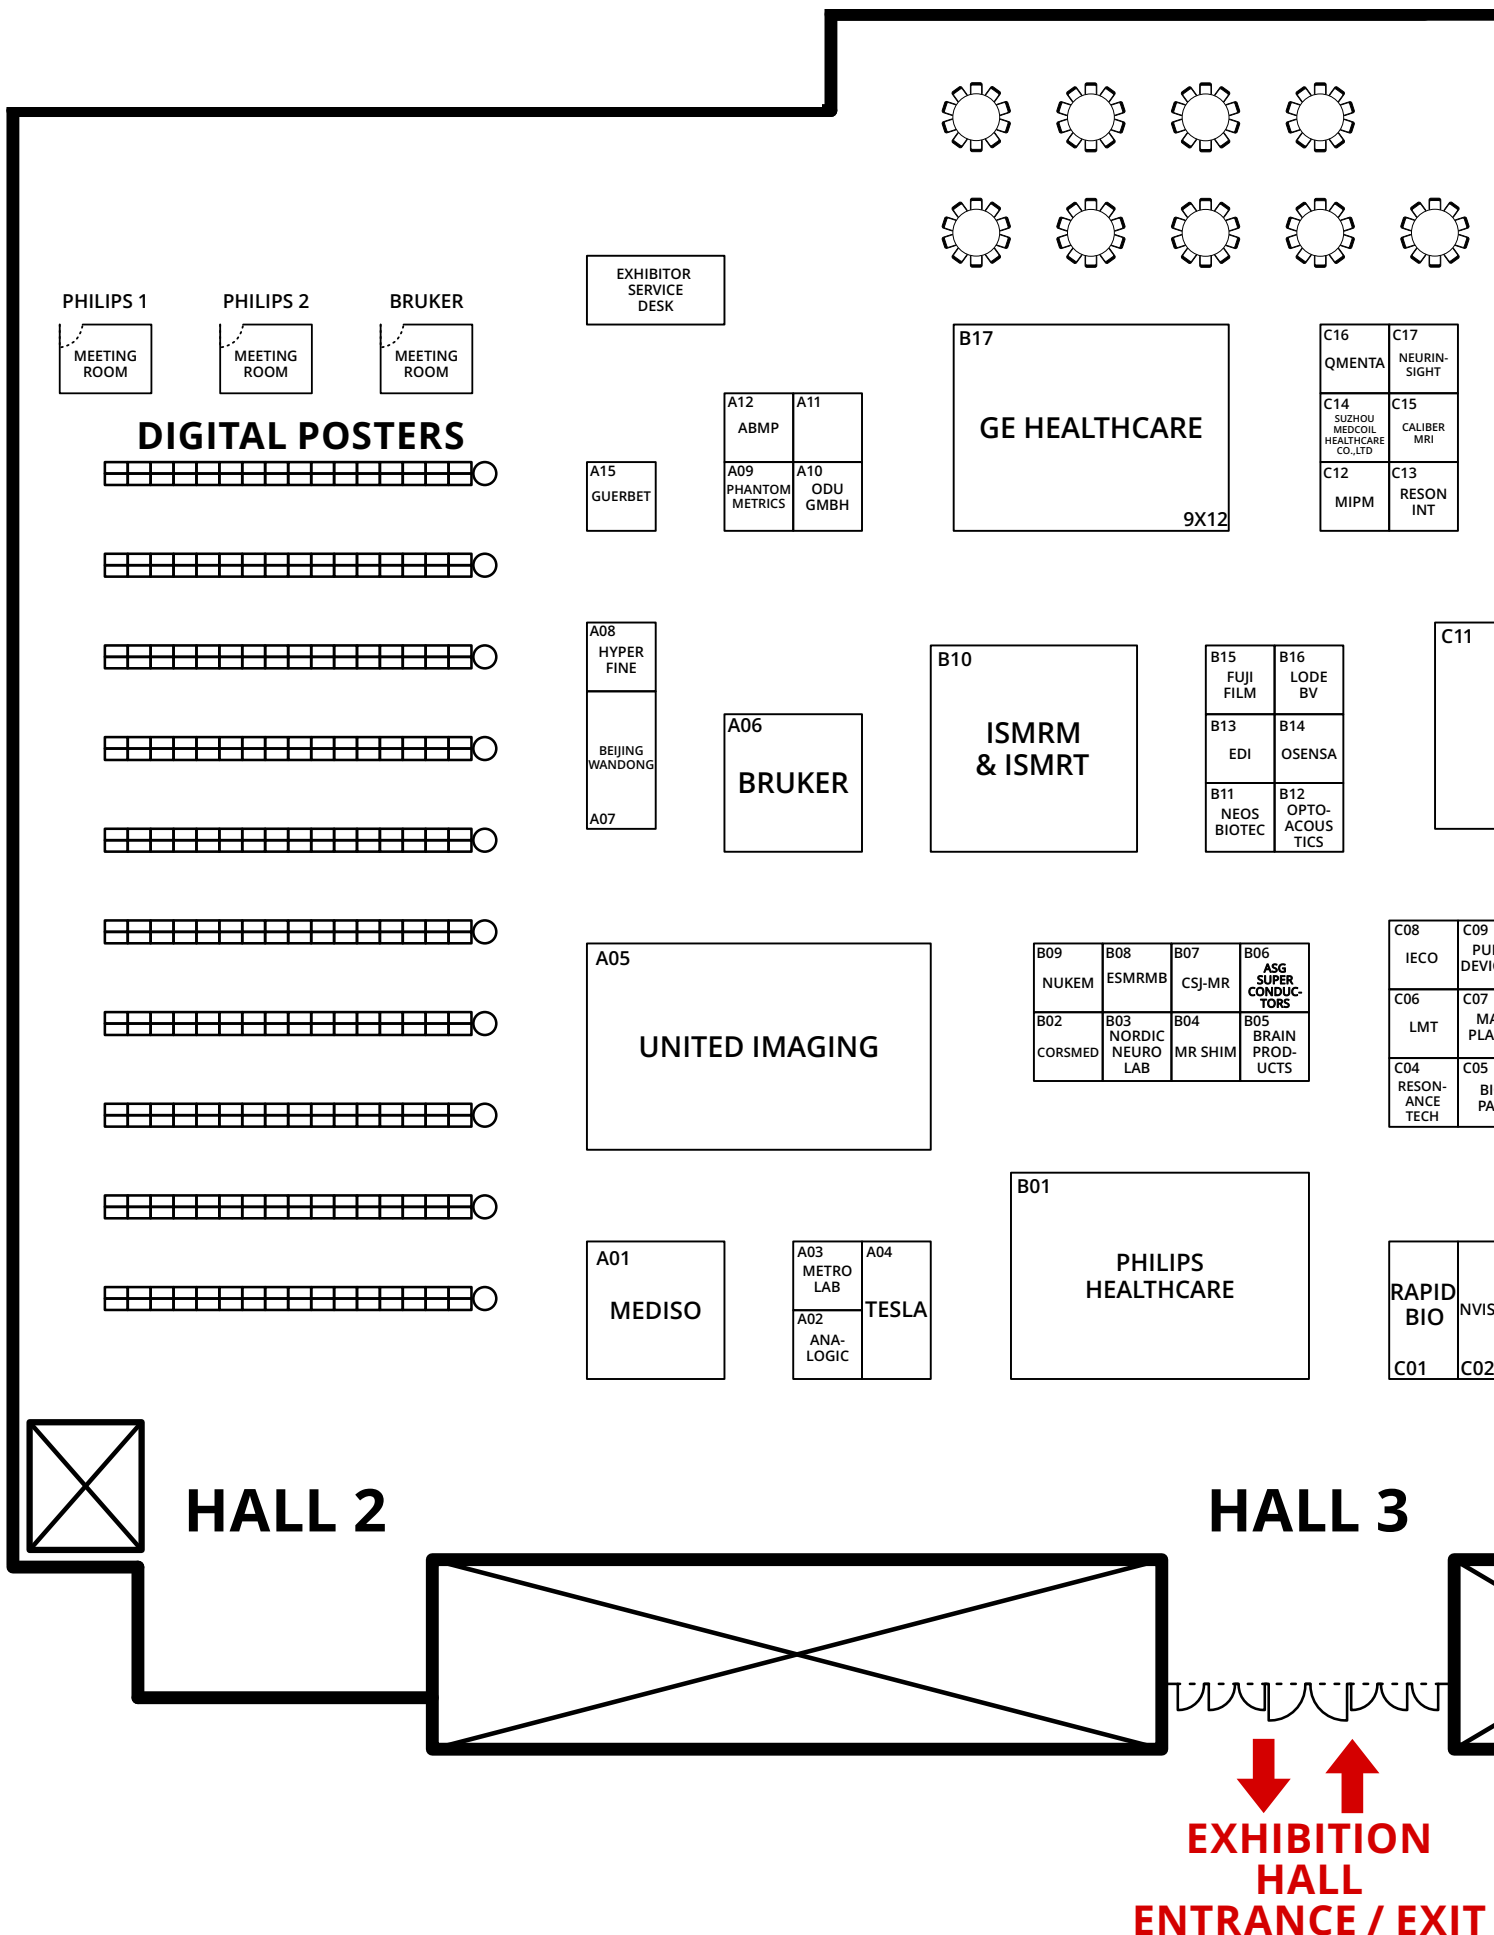 EXHIBITOR
SERVICE
DESK
PHILIPS 1
PHILIPS 2
BRUKER
MEETING
ROOM
MEETING
ROOM
MEETING
ROOM
DIGITAL POSTERS
B17
GE HEALTHCARE
9X12
C16
QMENTA
C17
NEURIN-
SIGHT
C14
SUZHOU
MEDCOIL
HEALTHCARE
CO.,LTD
C15
CALIBER
MRI
C12
MIPM
C13
RESON
INT
A12
ABMP
A11
A09
PHANTOM
METRICS
A10
ODU
GMBH
A15
GUERBET
A08
HYPER
FINE
BEIJING
WANDONG
A07
A06
BRUKER
B10
ISMRM
& ISMRT
B15
FUJI
FILM
B16
LODE
BV
B13
EDI
B14
OSENSA
B11
NEOS
BIOTEC
B12
OPTO-
ACOUS
TICS
C11
A05
UNITED IMAGING
B09
NUKEM
B08
ESMRMB
B07
CSJ-MR
B06
ASG
SUPER
CONDUC-
TORS
B02
CORSMED
B03
NORDIC
NEURO
LAB
B04
MR SHIM
B05
BRAIN
PROD-
UCTS
C08
IECO
C09
C06
LMT
C07
C04
RESON-
ANCE
TECH
C05
B01
PHILIPS
HEALTHCARE
A01
MEDISO
A03
METRO
LAB
A02
ANA-
LOGIC
A04
TESLA
RAPID
BIO
C01
C02
HALL 2
HALL 3
EXHIBITION
HALL
ENTRANCE / EXIT